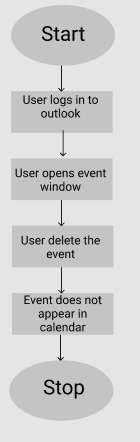 Start
User logs in to
outlook
User opens event
window
User delete the
event
Event does not
appear in
calendar
Stop